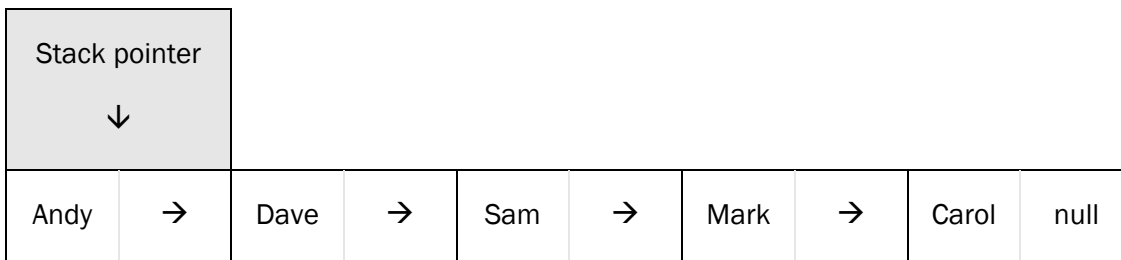 Stack pointer
↓
Andy → Dave → Sam → Mark → Carol null